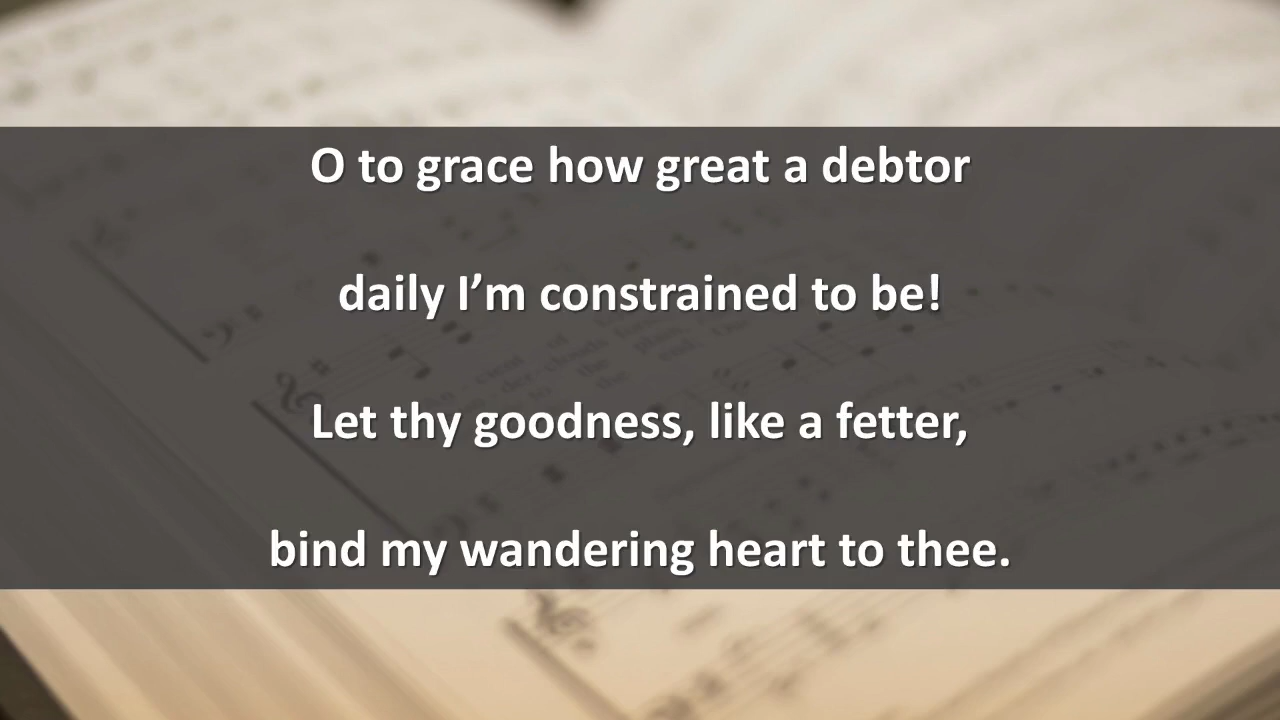 O to grace how great a debtor
daily I’m constrained to be!
Let thy goodness, like a fetter,
bind my wandering heart to thee.